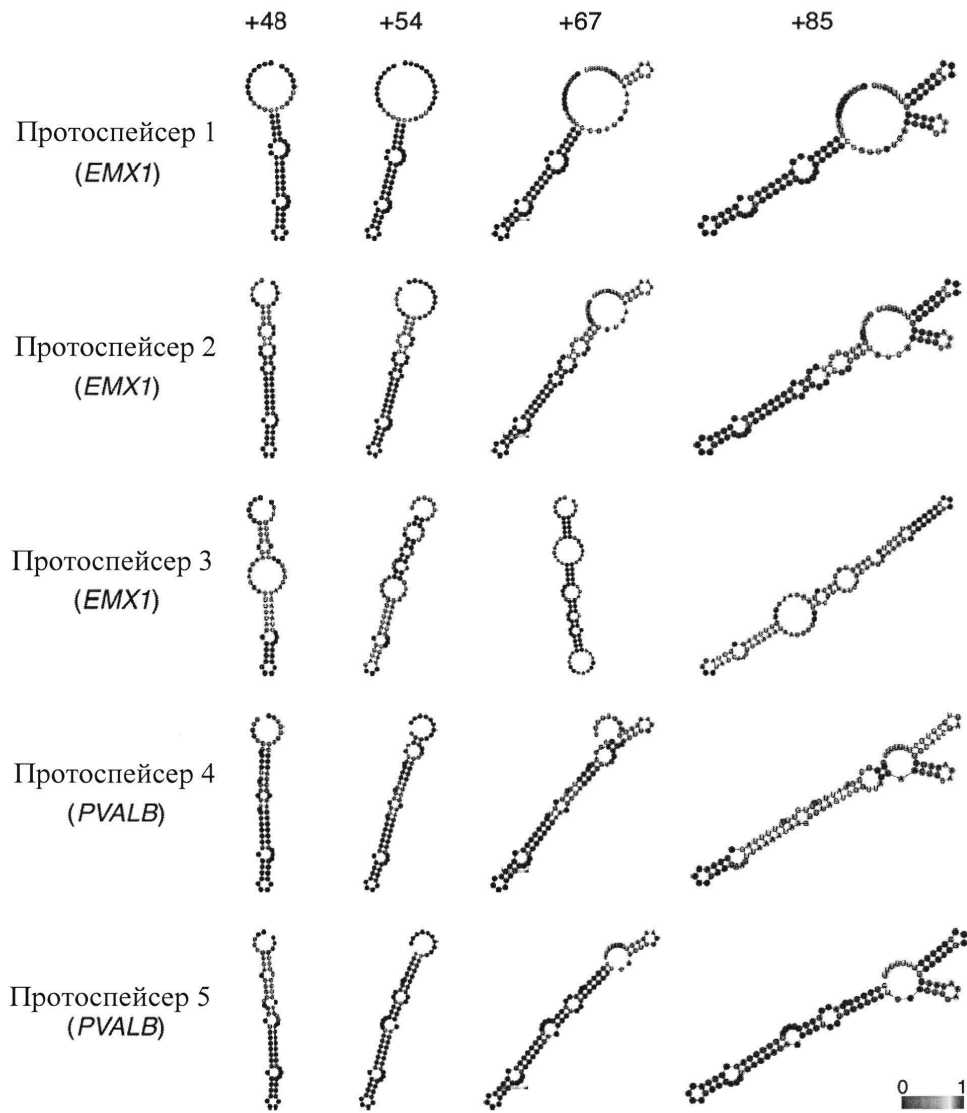 +48 +54 +67 +85
Протоспейсер 1
(EMX1)
Протоспейсер 2
(EMX1)
Протоспейсер 3
(EMX1)
Протоспейсер 4
(PVALB)
Протоспейсер 5
(PVALB)
0 1